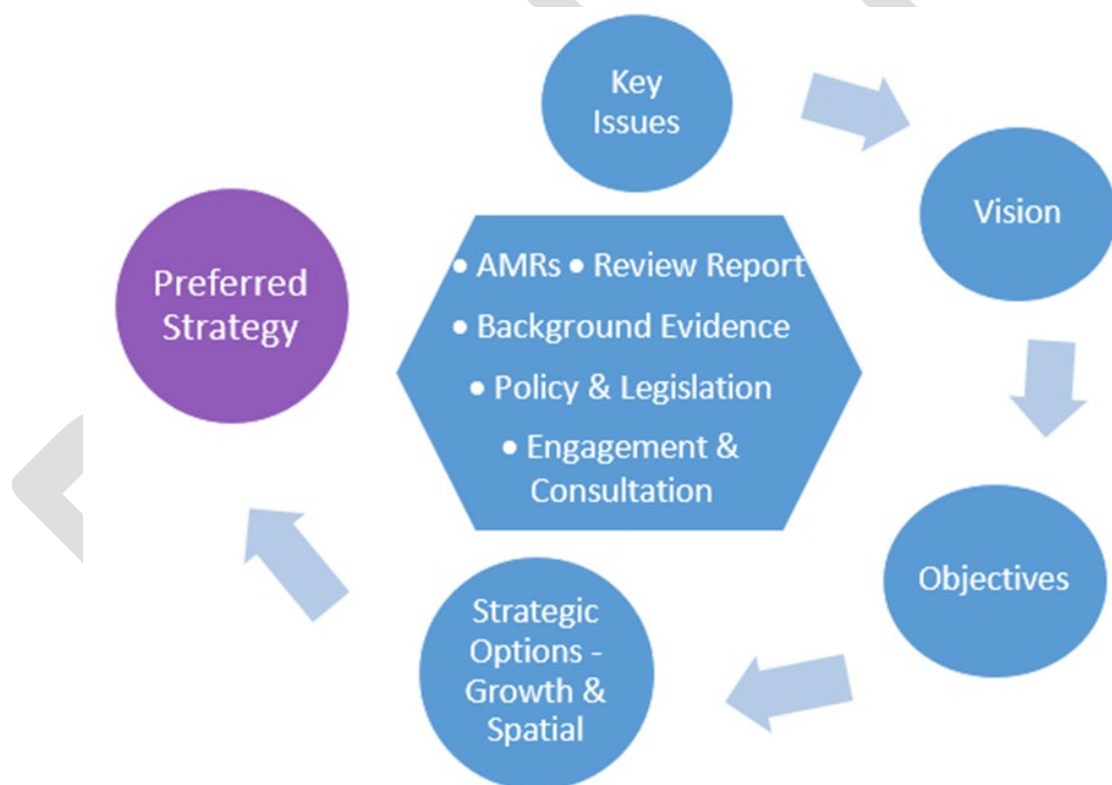 Key
Issues
Vision
Objectives
Strategic
Options -
Growth &
Spatial
Preferred
Strategy
• AMRs • Review Report
• Background Evidence
• Policy & Legislation
• Engagement &
Consultation